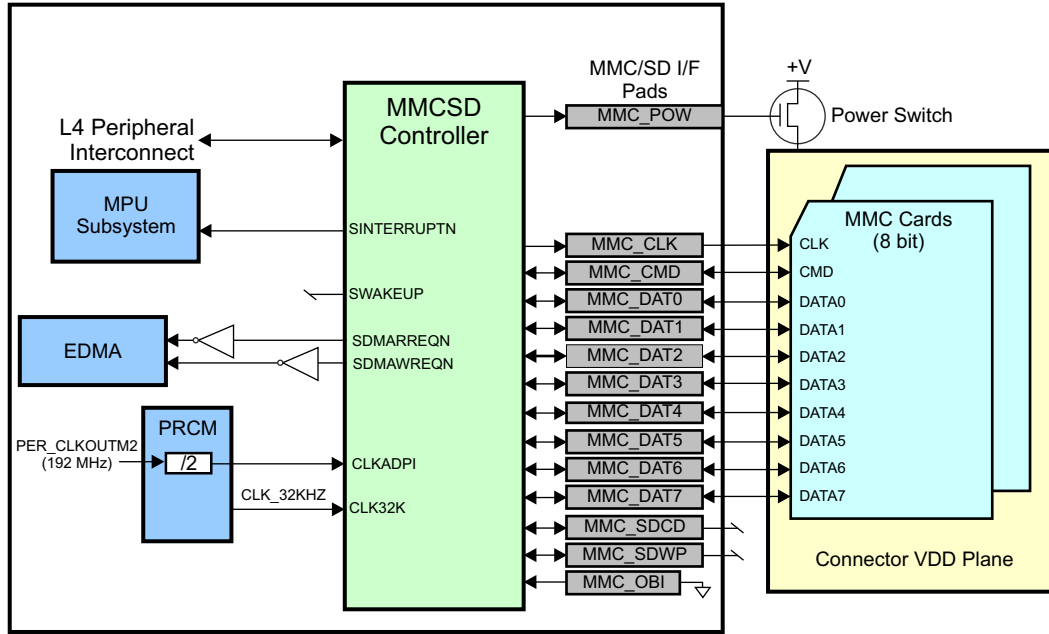 MMC/SD I/F
Pads
+V
MMCSD
Controller
MMC_POW
Power Switch
L4 Peripheral
Interconnect
MPU
Subsystem
SINTERRUPTN
SWAKEUP
EDMA
SDMARREQN
SDMAWREQN
PRCM
PER_CLKOUTM2
(192 MHz)
/2
CLKADPI
CLK_32KHZ
CLK32K
MMC_CLK
MMC_CMD
MMC_DAT0
MMC_DAT1
MMC_DAT2
MMC_DAT3
MMC_DAT4
MMC_DAT5
MMC_DAT6
MMC_DAT7
MMC_SDCD
MMC_SDWP
MMC_OBI
MMC Cards
(8 bit)
CLK
CMD
DATA0
DATA1
DATA2
DATA3
DATA4
DATA5
DATA6
DATA7
Connector VDD Plane